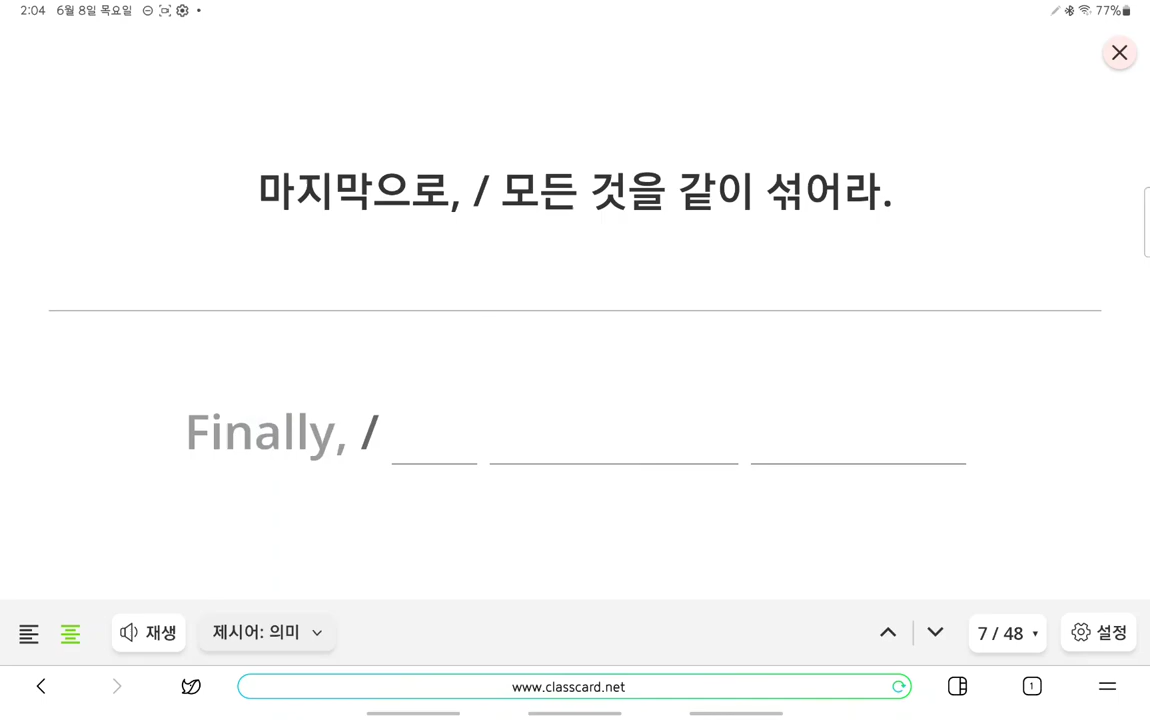 2:04 6월 8일 목요일 77%
마지막으로, / 모든 것을 같이 섞어라.
Finally, /
재생 제시어: 의미 7 / 48 설정
www.classcard.net 1